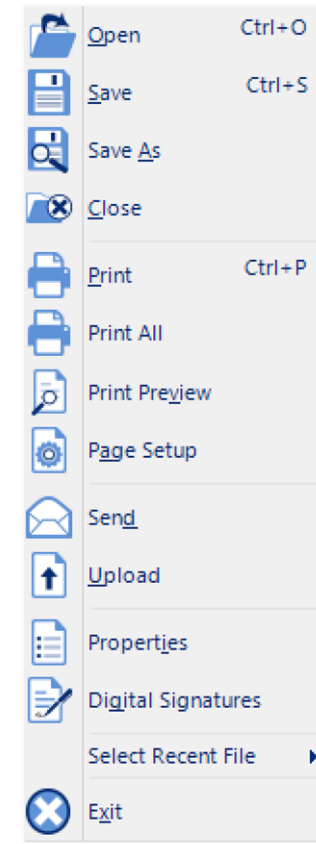 Open Ctrl+O
Save Ctrl+S
Save As
Close
Print Ctrl+P
Print All
Print Preview
Page Setup
Send
Upload
Properties
Digital Signatures
Select Recent File
Exit